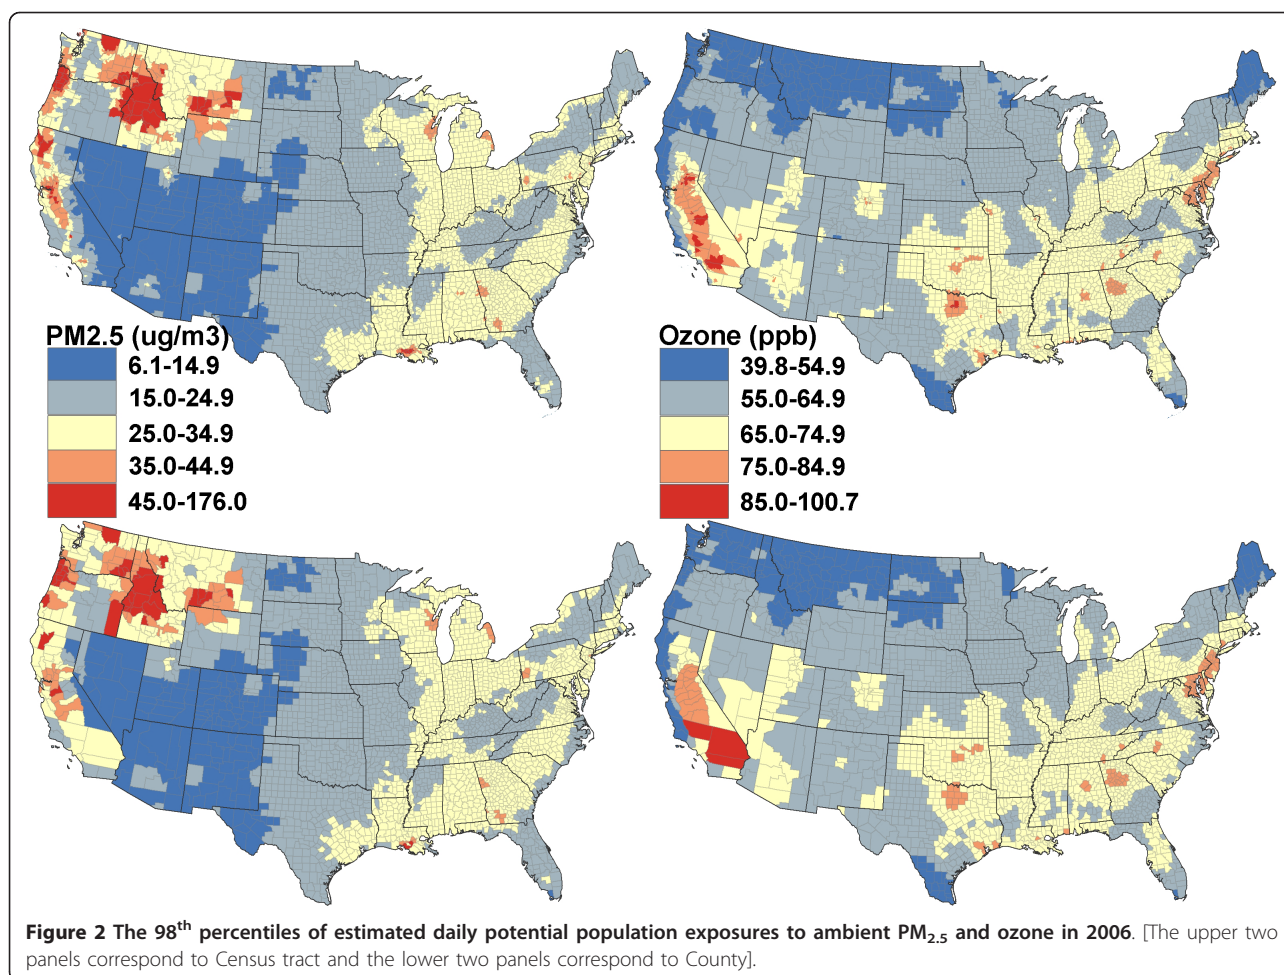 PM2.5 (ug/m3)
6.1-14.9
15.0-24.9
25.0-34.9
35.0-44.9
45.0-176.0
Ozone (ppb)
39.8-54.9
55.0-64.9
65.0-74.9
75.0-84.9
85.0-100.7
Figure 2 The 98th percentiles of estimated daily potential population exposures to ambient PM2.5 and ozone in 2006. [The upper two
panels correspond to Census tract and the lower two panels correspond to County].